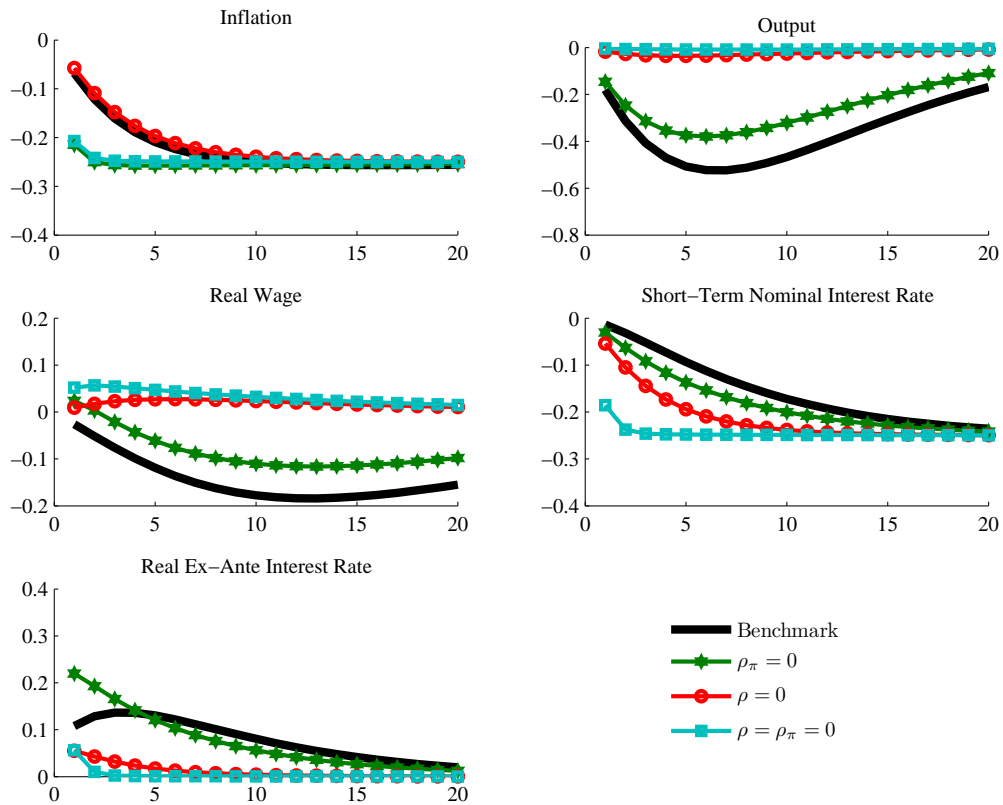 Inflation
0
−0.1
−0.2
−0.3
−0.4
0 5 10 15 20
Output
0
−0.2
−0.4
−0.6
−0.8
0 5 10 15 20
Real Wage
0.2
0.1
0
−0.1
−0.2
0 5 10 15 20
Short−Term Nominal Interest Rate
0
−0.1
−0.2
−0.3
−0.4
0 5 10 15 20
Real Ex−Ante Interest Rate
0.4
0.3
0.2
0.1
0
0 5 10 15 20
Benchmark
ρ_π = 0
ρ = 0
ρ = ρ_π = 0